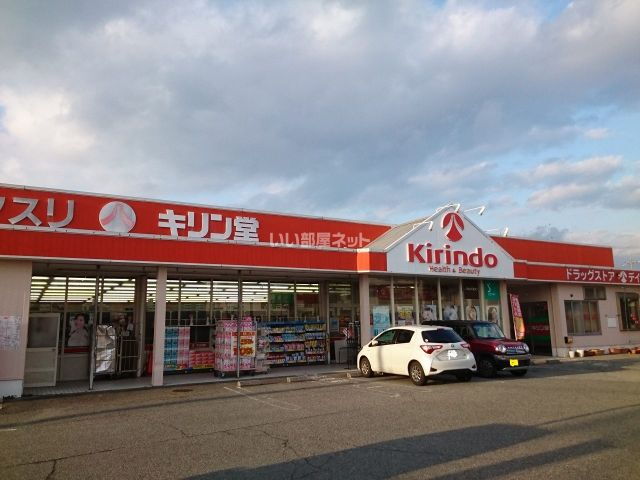 スリ
キリン堂
いい部屋ネット
Kirindo
Health & Beauty
ドラッグストア